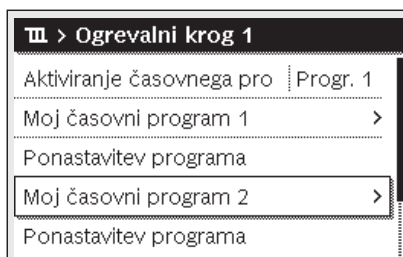 > Ogrevalni krog 1
Aktiviranje časovnega pro Progr. 1
Moj časovni program 1 >
Ponastavitev programa
Moj časovni program 2 >
Ponastavitev programa